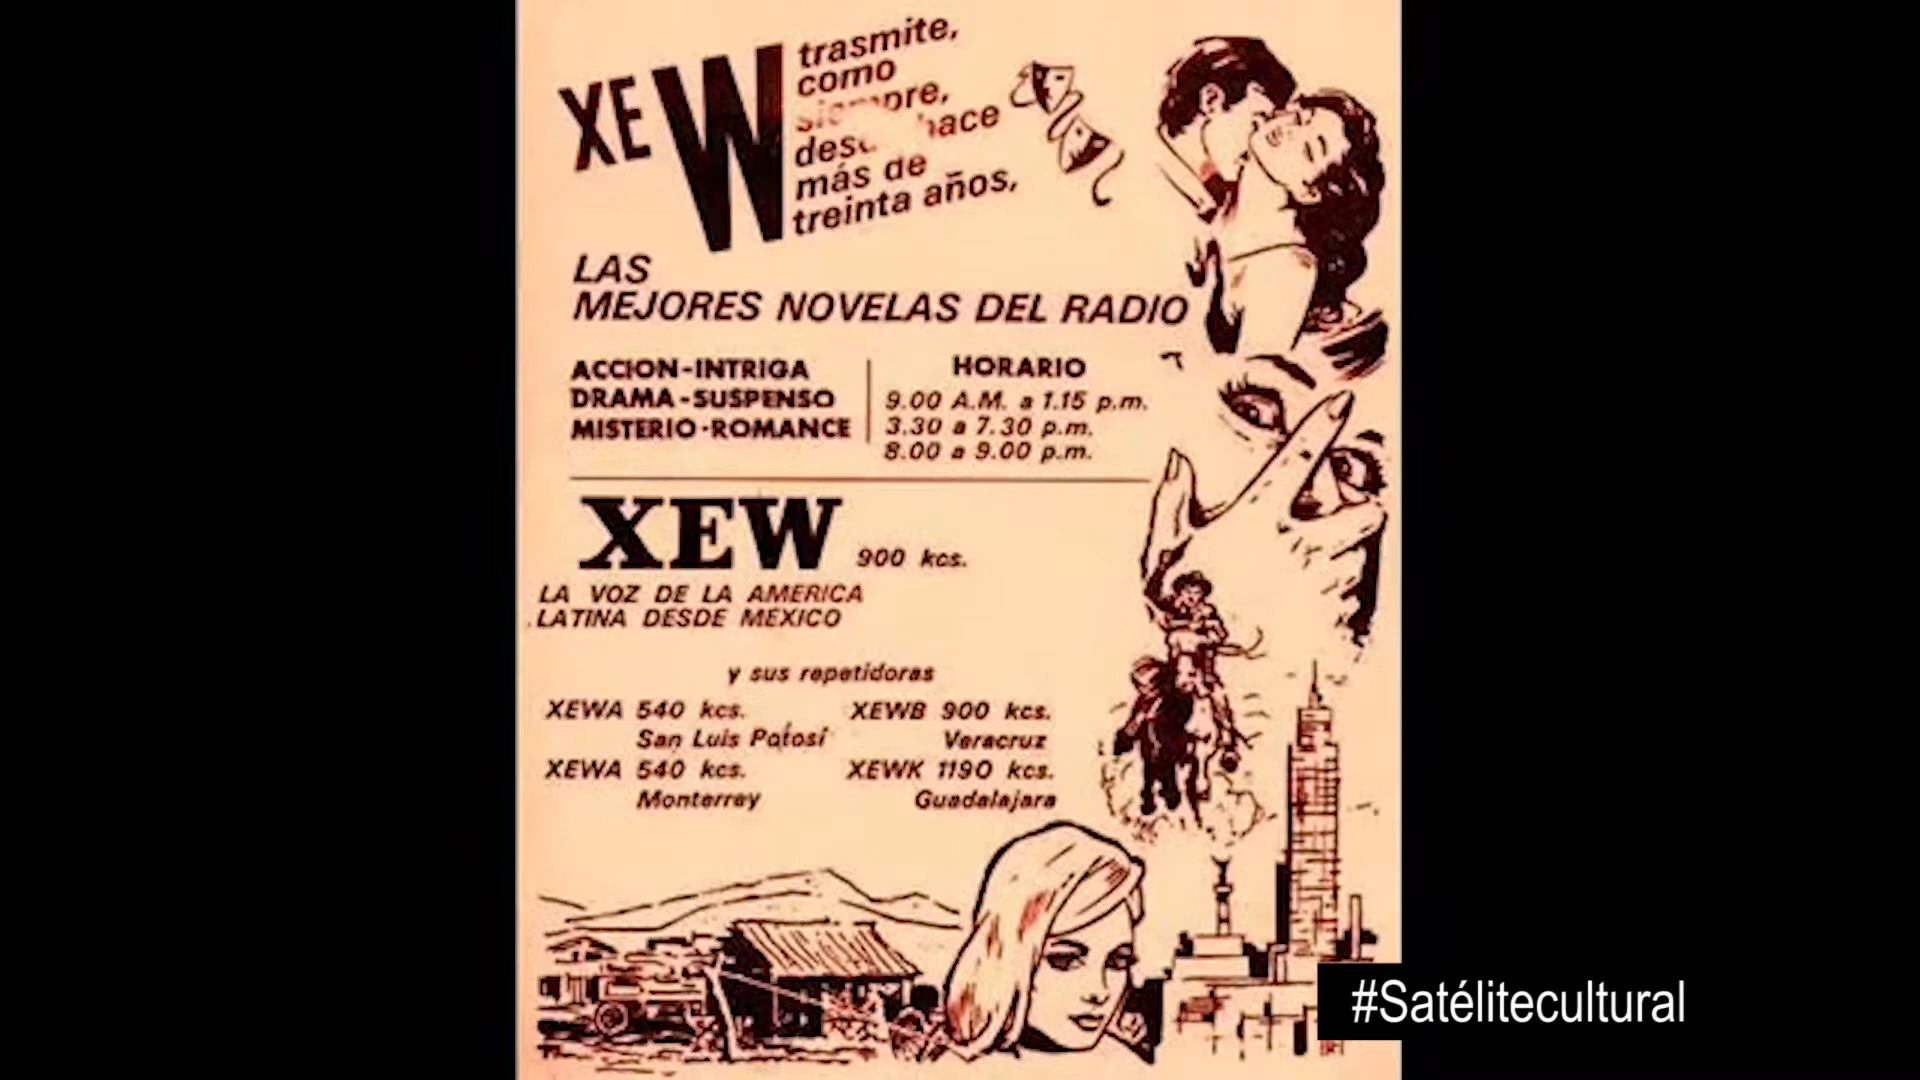 XEW trasmite,
como
siempre,
desde hace
más de
treinta años,
LAS
MEJORES NOVELAS DEL RADIO
ACCION-INTRIGA
DRAMA-SUSPENSO
MISTERIO-ROMANCE
HORARIO
9.00 A.M. a 1.15 p.m.
3.30 a 7.30 p.m.
8.00 a 9.00 p.m.
XEW 900 kcs.
LA VOZ DE LA AMERICA
LATINA DESDE MEXICO
y sus repetidoras
XEWA 540 kcs.
San Luis Potosí
XEWB 900 kcs.
Veracruz
XEWA 540 kcs.
Monterrey
XEWK 1190 kcs.
Guadalajara
#Satélitecultural